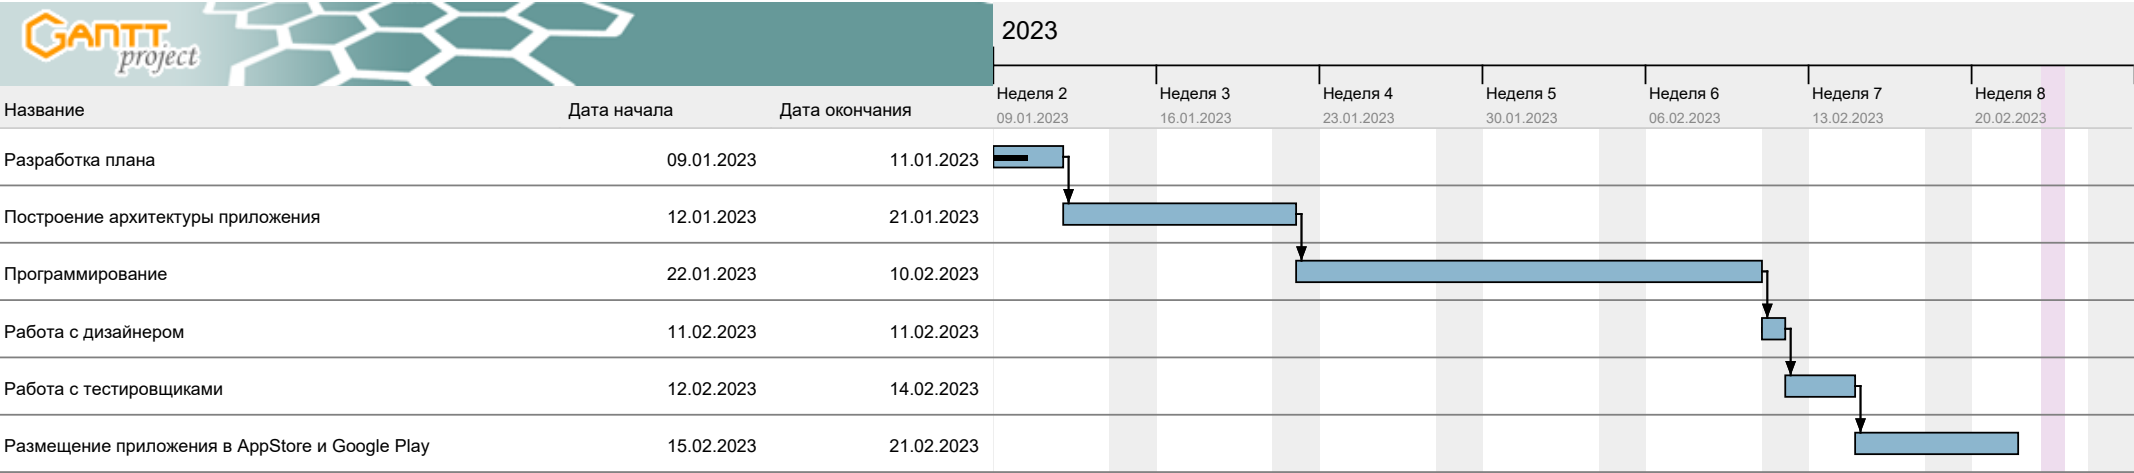 GANTT
project
2023
Неделя 2 Неделя 3 Неделя 4 Неделя 5 Неделя 6 Неделя 7 Неделя 8
Название Дата начала Дата окончания
09.01.2023 16.01.2023 23.01.2023 30.01.2023 06.02.2023 13.02.2023 20.02.2023
Разработка плана 09.01.2023 11.01.2023
Построение архитектуры приложения 12.01.2023 21.01.2023
Программирование 22.01.2023 10.02.2023
Работа с дизайнером 11.02.2023 11.02.2023
Работа с тестировщиками 12.02.2023 14.02.2023
Размещение приложения в AppStore и Google Play 15.02.2023 21.02.2023